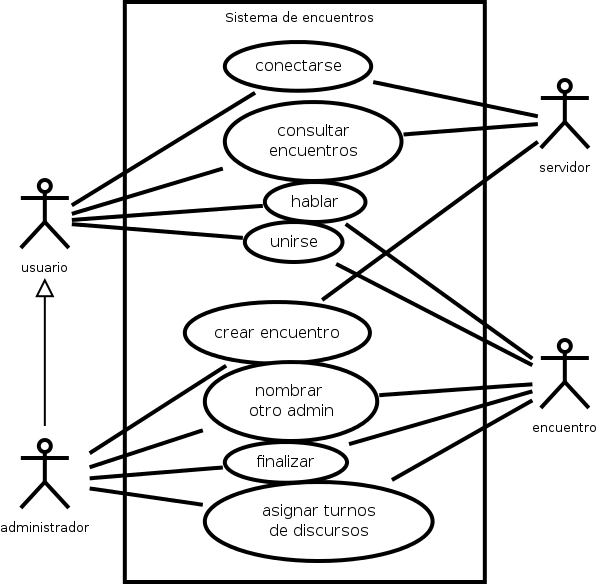 Sistema de encuentros
conectarse
consultar
encuentros
servidor
hablar
unirse
usuario
crear encuentro
nombrar
otro admin
encuentro
finalizar
administrador
asignar turnos
de discursos